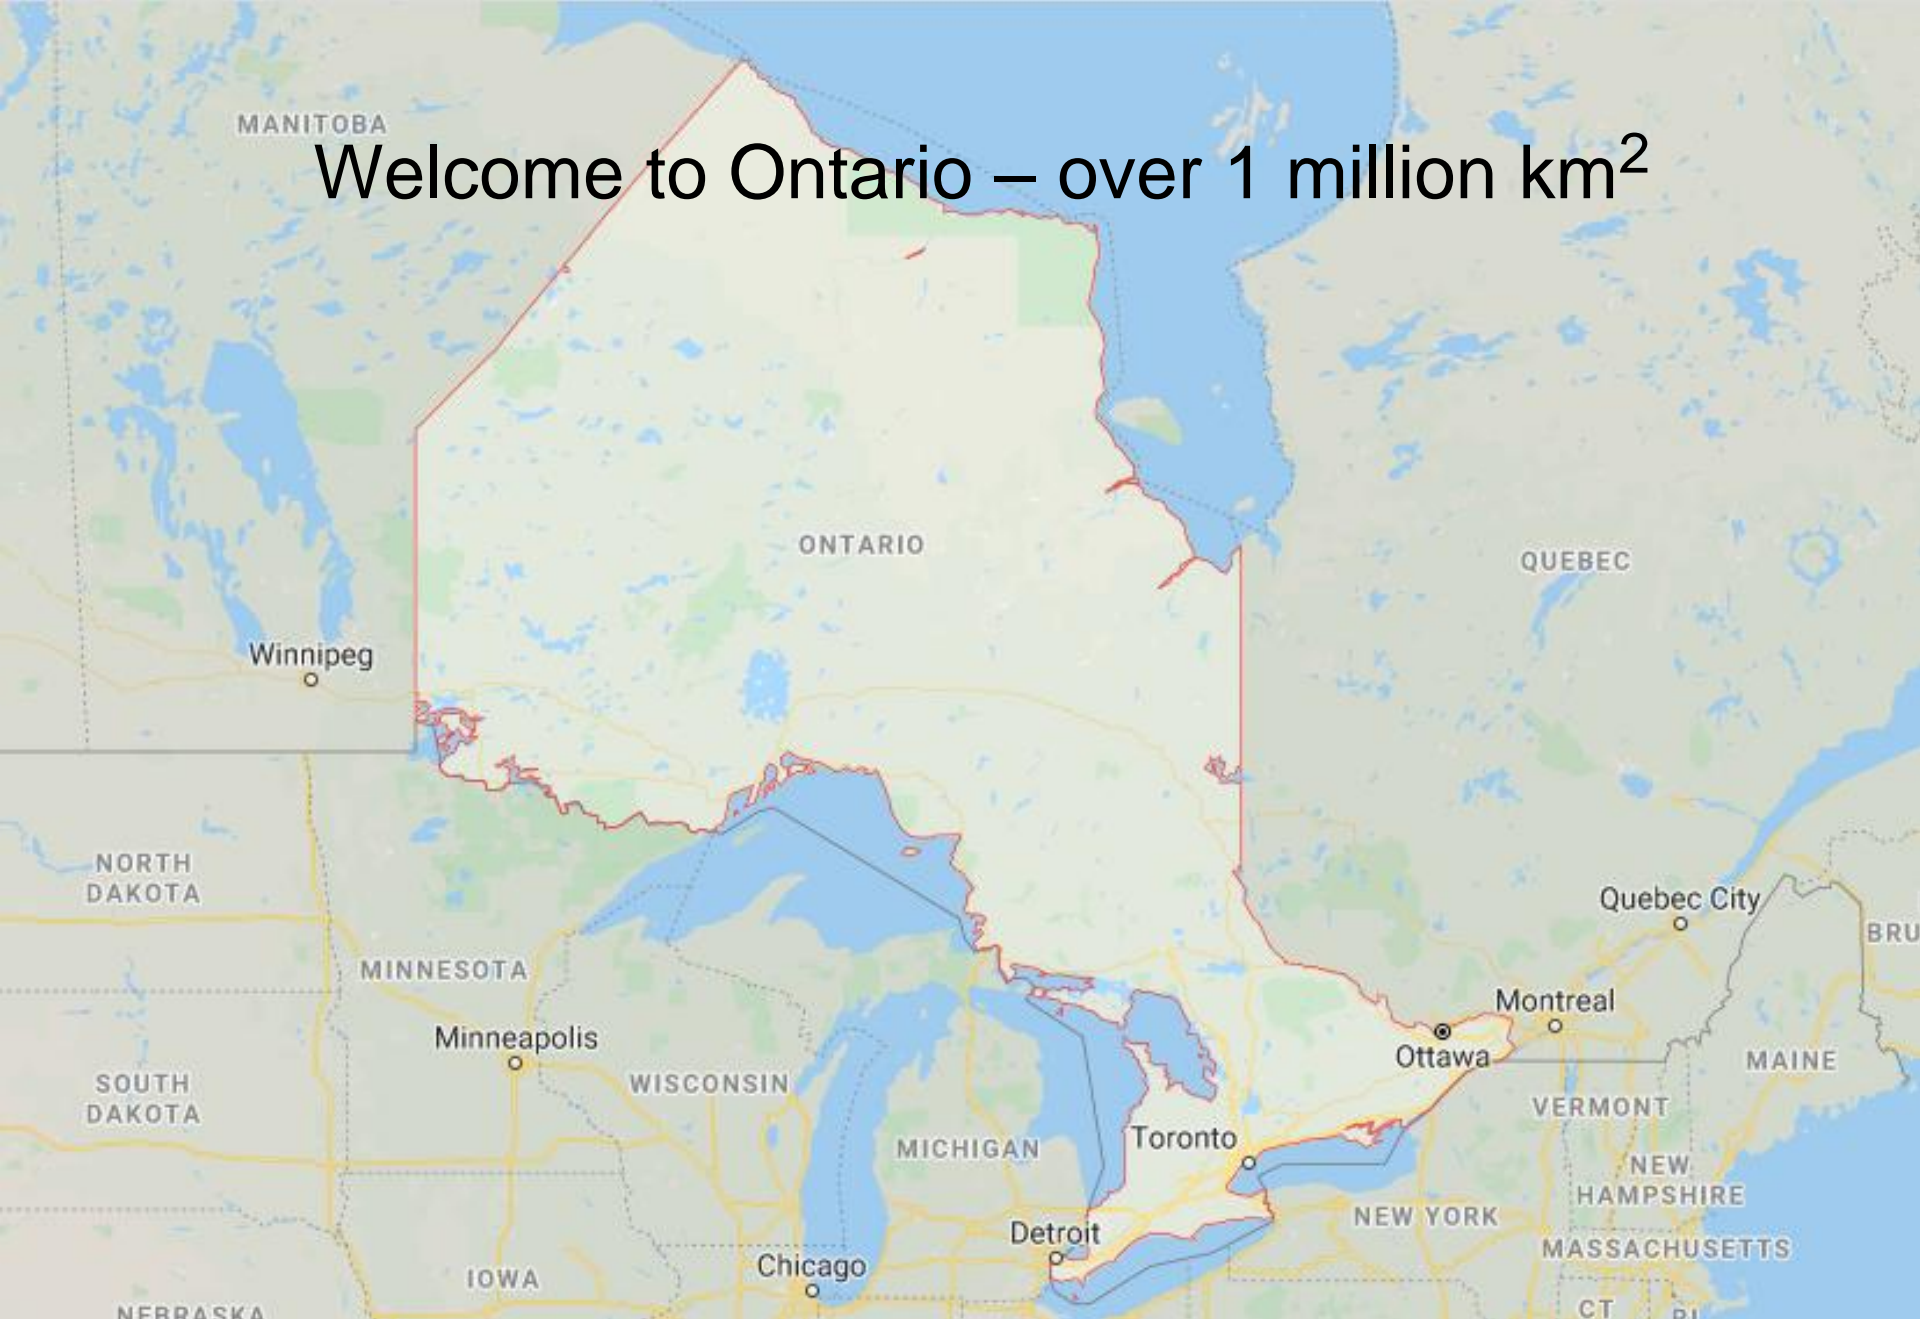 MANITOBA
Welcome to Ontario – over 1 million km²
ONTARIO
QUEBEC
Winnipeg
NORTH
DAKOTA
Quebec City
BRU
MINNESOTA
Montreal
Minneapolis
Ottawa
MAINE
SOUTH
DAKOTA
WISCONSIN
VERMONT
MICHIGAN
Toronto
NEW
HAMPSHIRE
NEW YORK
Detroit
MASSACHUSETTS
Chicago
IOWA
NEBRASKA
CT
RI